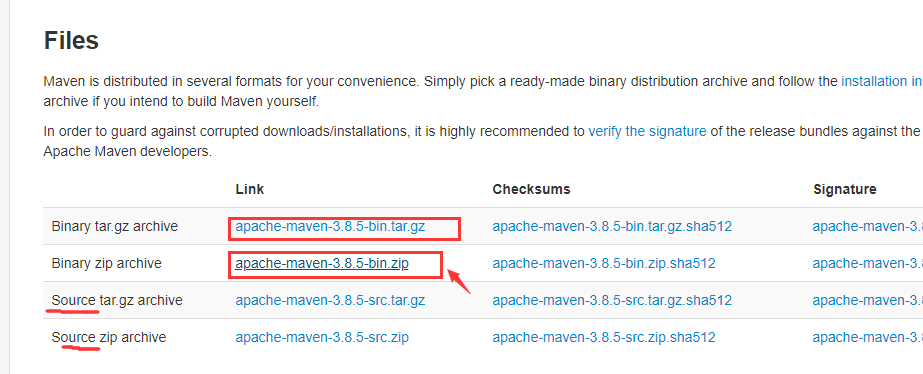 Files
Maven is distributed in several formats for your convenience. Simply pick a ready-made binary distribution archive and follow the installation in
archive if you intend to build Maven yourself.
In order to guard against corrupted downloads/installations, it is highly recommended to verify the signature of the release bundles against the
Apache Maven developers.
Link Checksums Signature
Binary tar.gz archive apache-maven-3.8.5-bin.tar.gz apache-maven-3.8.5-bin.tar.gz.sha512 apache-maven-3.8
Binary zip archive apache-maven-3.8.5-bin.zip apache-maven-3.8.5-bin.zip.sha512 apache-maven-3.8
Source tar.gz archive apache-maven-3.8.5-src.tar.gz apache-maven-3.8.5-src.tar.gz.sha512 apache-maven-3.8
Source zip archive apache-maven-3.8.5-src.zip apache-maven-3.8.5-src.zip.sha512 apache-maven-3.8